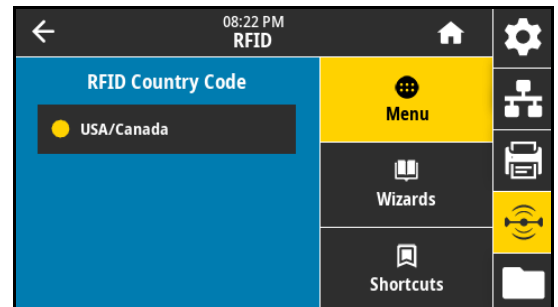 08:22 PM
RFID
RFID Country Code
USA/Canada
Menu
Wizards
Shortcuts